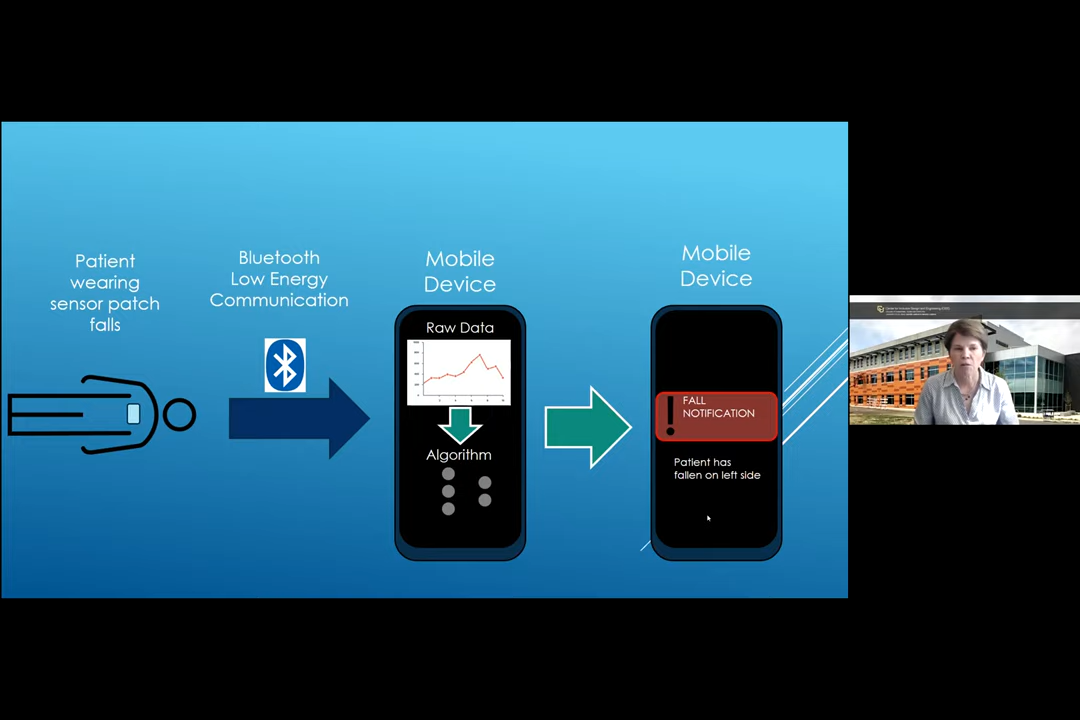 Patient
wearing
sensor patch
falls
Bluetooth
Low Energy
Communication
Mobile
Device
Raw Data
Algorithm
Mobile
Device
FALL
NOTIFICATION
!
Patient has
fallen on left side